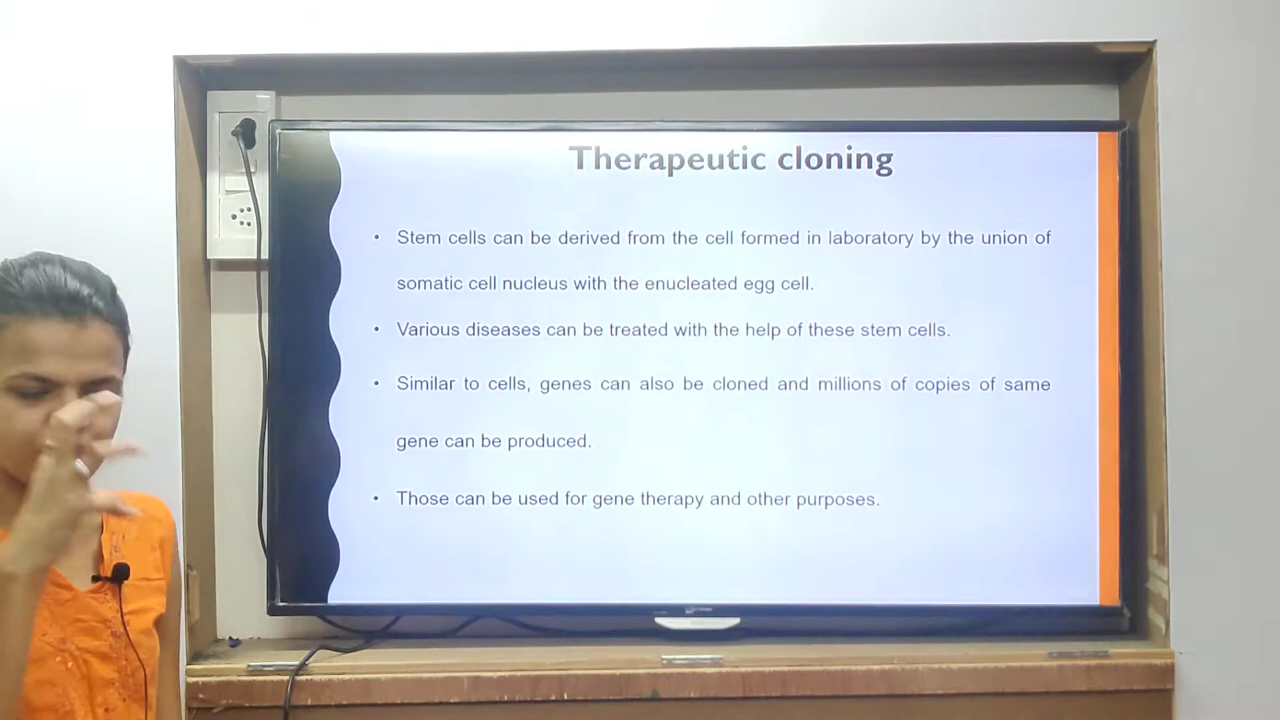 Therapeutic cloning
• Stem cells can be derived from the cell formed in laboratory by the union of
somatic cell nucleus with the enucleated egg cell.
• Various diseases can be treated with the help of these stem cells.
• Similar to cells, genes can also be cloned and millions of copies of same
gene can be produced.
• Those can be used for gene therapy and other purposes.